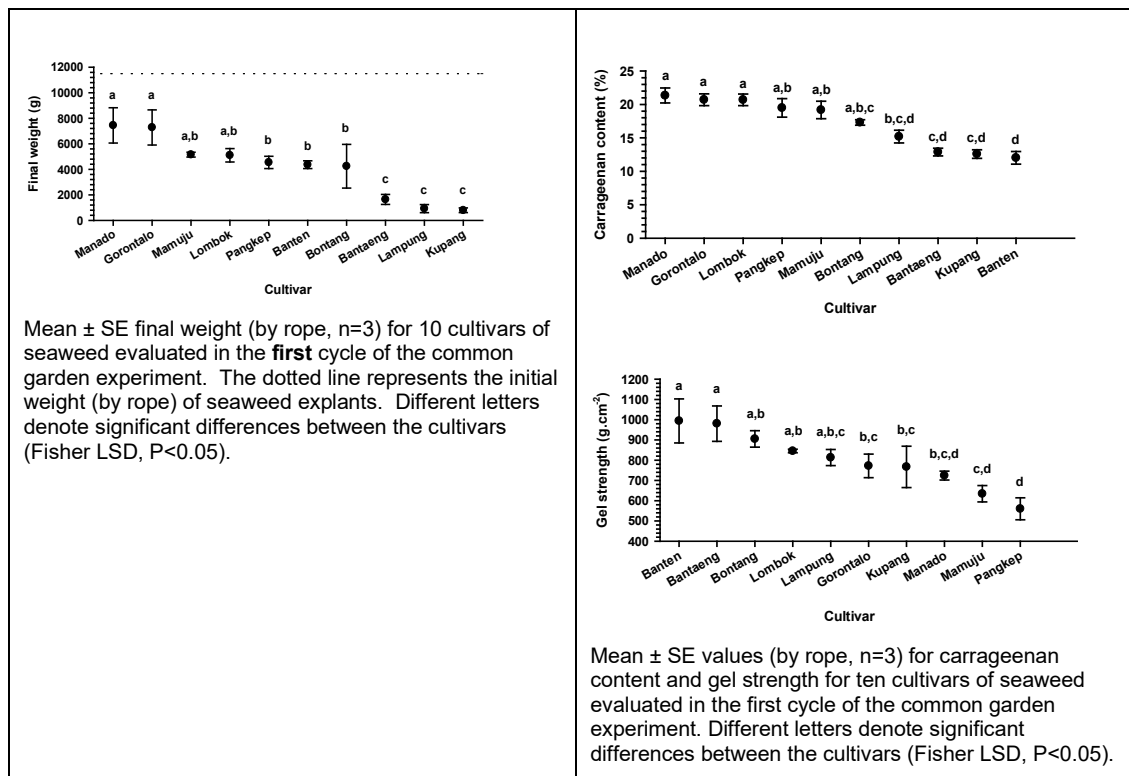 12000
10000
8000
6000
4000
2000
0
Final weight (g)
a a a,b a,b b b b c c c
Manado Gorontalo Mamuju Lombok Pangkep Banten Bontang Bantaeng Lampung Kupang
Cultivar
Mean ± SE final weight (by rope, n=3) for 10 cultivars of
seaweed evaluated in the first cycle of the common
garden experiment. The dotted line represents the initial
weight (by rope) of seaweed explants. Different letters
denote significant differences between the cultivars
(Fisher LSD, P<0.05).
25
20
15
10
5
0
Carrageenan content (%)
a a a a,b a,b a,b,c b,c,d c,d c,d d
Manado Gorontalo Lombok Pangkep Mamuju Bontang Lampung Bantaeng Kupang Banten
Cultivar
1200
1100
1000
900
800
700
600
500
400
Gel strength (g.cm-2)
a a a,b a,b a,b,c b,c b,c b,c,d c,d d
Banten Bantaeng Bontang Lombok Lampung Gorontalo Kupang Manado Mamuju Pangkep
Cultivar
Mean ± SE values (by rope, n=3) for carrageenan
content and gel strength for ten cultivars of seaweed
evaluated in the first cycle of the common garden
experiment. Different letters denote significant
differences between the cultivars (Fisher LSD, P<0.05).